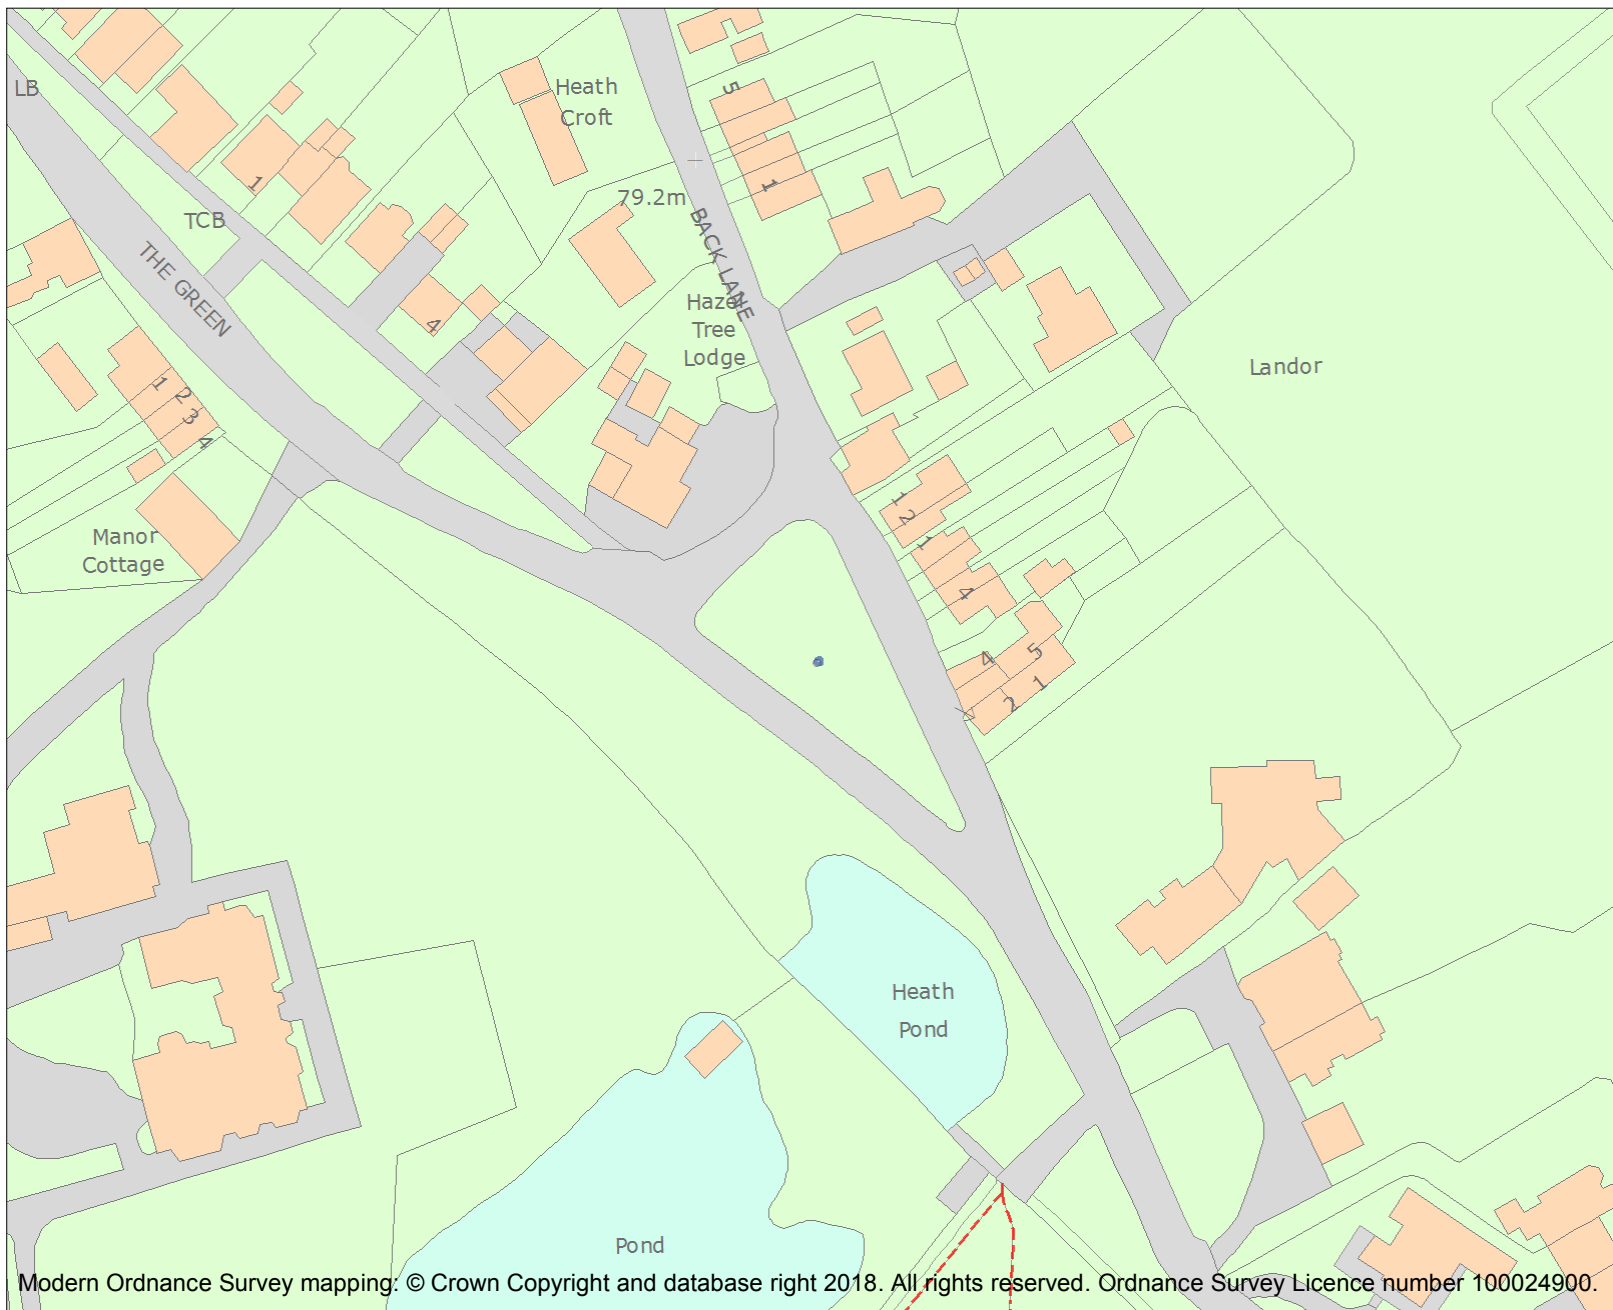 LB
Heath
Croft
5
1
1
79.2m
TCB
BACK LANE
THE GREEN
4
Hazel
Tree
Lodge
Landor
1
2
3
4
1
2
1
4
Manor
Cottage
4
5
1
2
Heath
Pond
Pond
Modern Ordnance Survey mapping: © Crown Copyright and database right 2018. All rights reserved. Ordnance Survey Licence number 100024900.